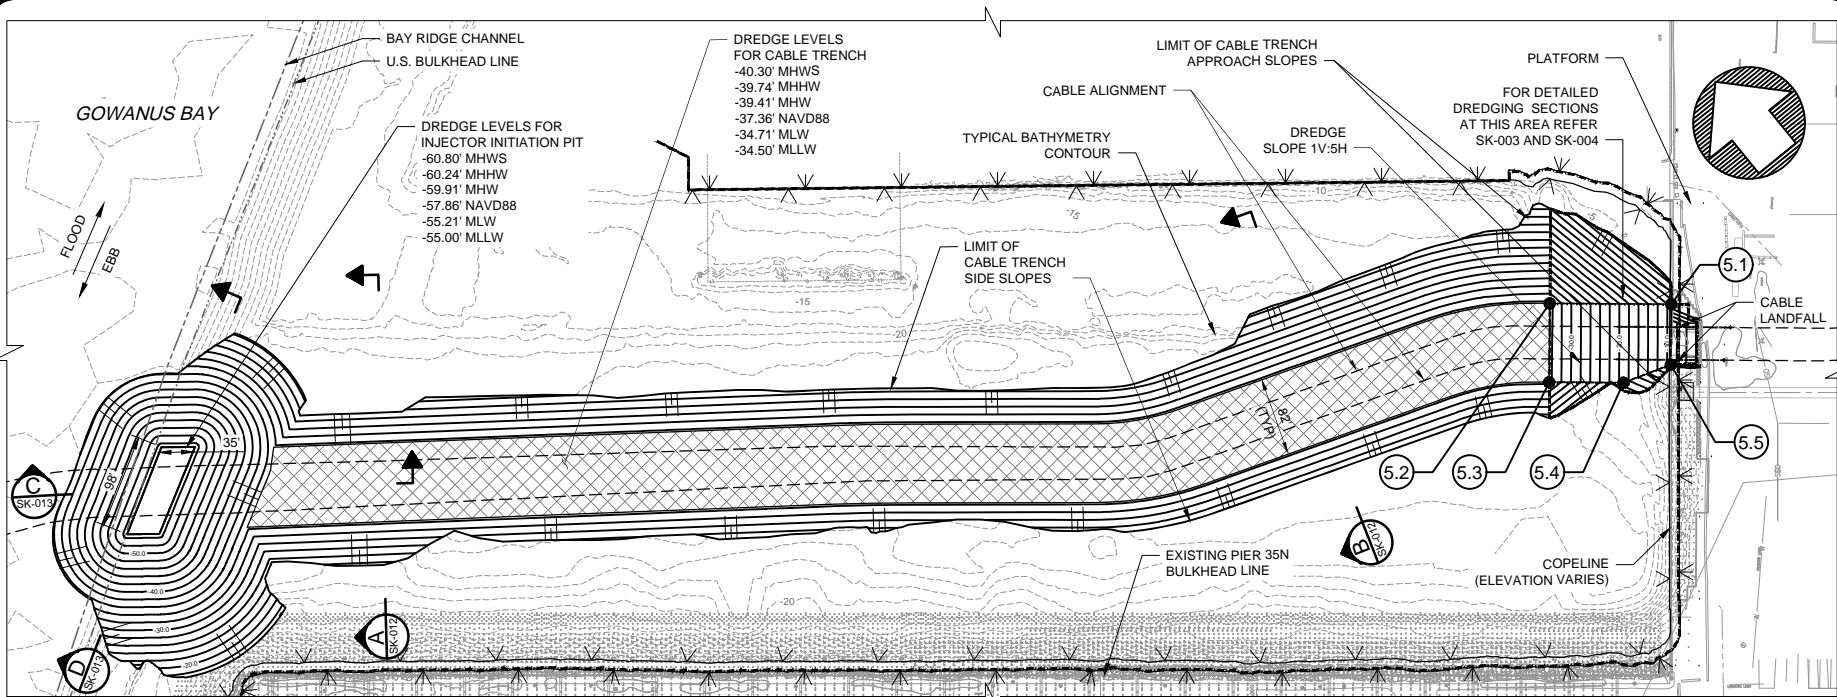 BAY RIDGE CHANNEL
U.S. BULKHEAD LINE
GOWANUS BAY
DREDGE LEVELS FOR
INJECTOR INITIATION PIT
-60.80' MHWS
-60.24' MHHW
-59.91' MHW
-57.86' NAVD88
-55.21' MLW
-55.00' MLLW
FLOOD
EBB
DREDGE LEVELS
FOR CABLE TRENCH
-40.30' MHWS
-39.74' MHHW
-39.41' MHW
-37.36' NAVD88
-34.71' MLW
-34.50' MLLW
LIMIT OF CABLE TRENCH
APPROACH SLOPES
CABLE ALIGNMENT
TYPICAL BATHYMETRY
CONTOUR
DREDGE
SLOPE 1V:5H
PLATFORM
FOR DETAILED
DREDGING SECTIONS
AT THIS AREA REFER
SK-003 AND SK-004
LIMIT OF
CABLE TRENCH
SIDE SLOPES
-10
-15
-5
-15
-20
5.1
CABLE
LANDFALL
-30.0
35'
98'
82'
(TYP)
5.2
5.3
5.4
5.5
C
SK-013
B
SK-012
-50.0
-40.0
-30.0
-20.0
-20
EXISTING PIER 35N
BULKHEAD LINE
COPELINE
(ELEVATION VARIES)
A
SK-012
D
SK-013